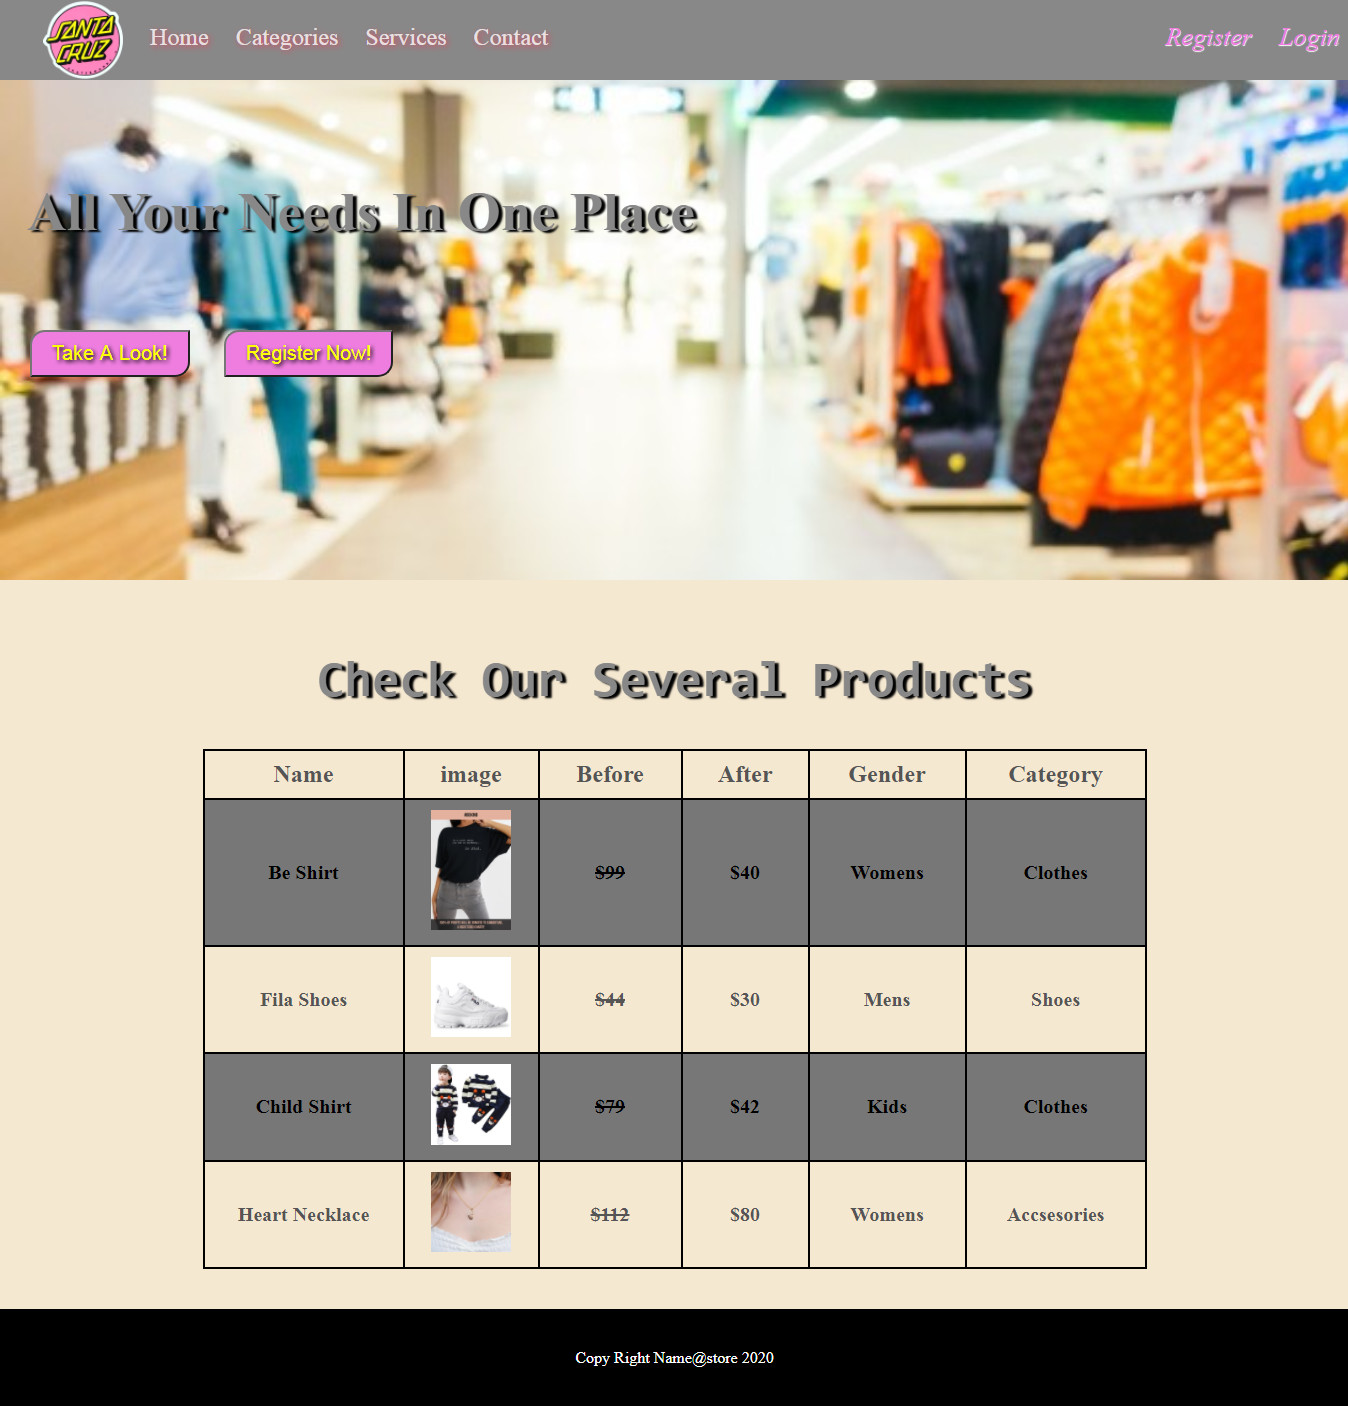 SANTA
CRUZ
Home Categories Services Contact Register Login
All Your Needs In One Place
Take A Look! Register Now!
Check Our Several Products
Name image Before After Gender Category
Be Shirt $99 $40 Womens Clothes
Fila Shoes $44 $30 Mens Shoes
Child Shirt $79 $42 Kids Clothes
Heart Necklace $112 $80 Womens Accsesories
Copy Right Name@store 2020